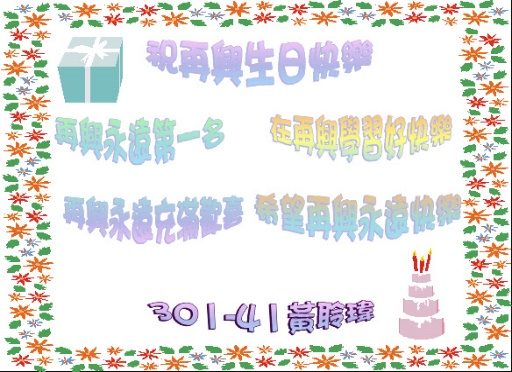 祝再興生日快樂
再興永遠第一名
在再興學習好快樂
再興永遠充滿歡喜
希望再興永遠快樂
301-41黃聆瑋